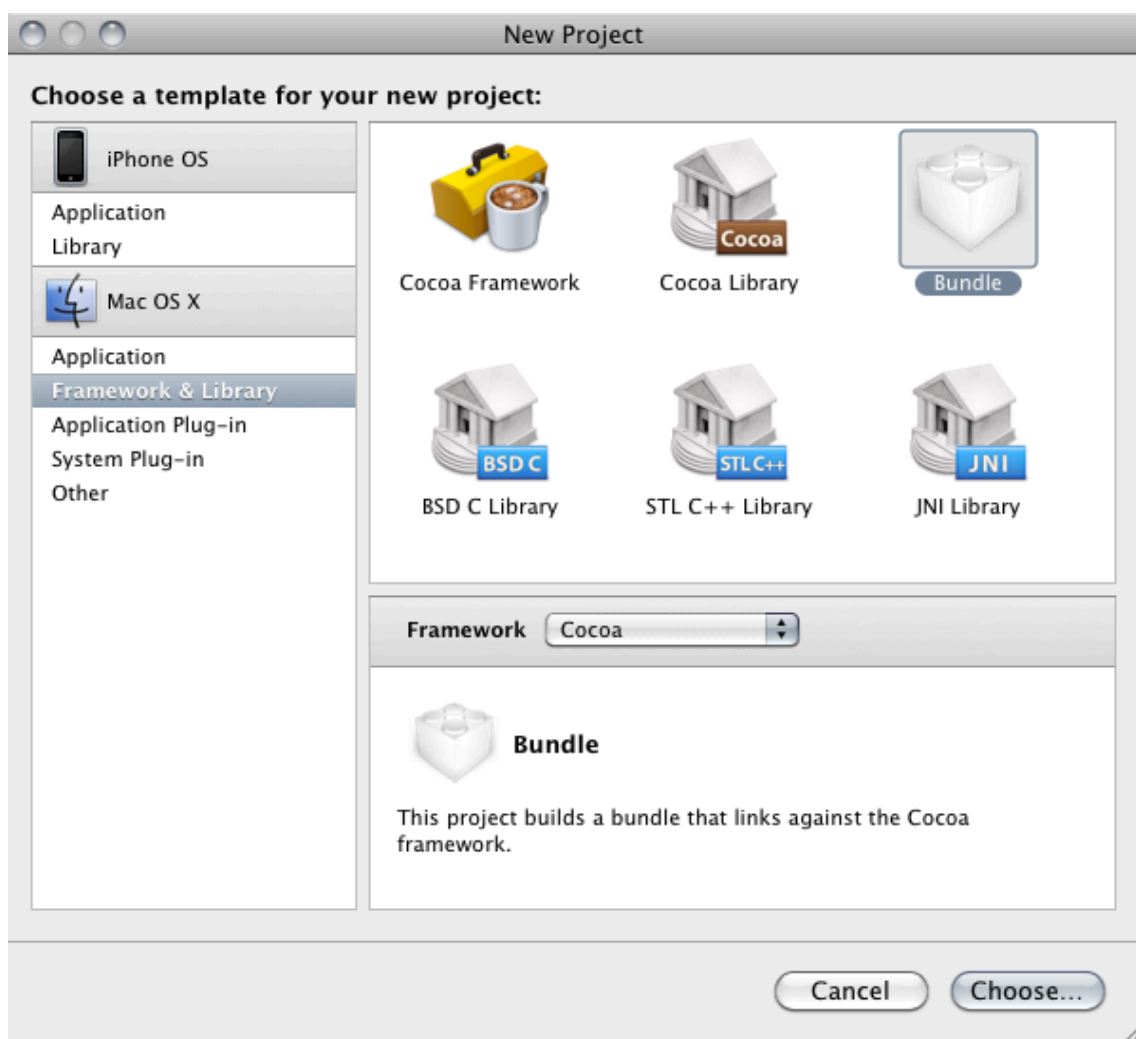 New Project
Choose a template for your new project:
iPhone OS
Application
Library
Mac OS X
Application
Framework & Library
Application Plug-in
System Plug-in
Other
Cocoa
Cocoa Framework
Cocoa Library
Bundle
BSD C
STL C++
JNI
BSD C Library
STL C++ Library
JNI Library
Framework
Cocoa
Bundle
This project builds a bundle that links against the Cocoa
framework.
Cancel
Choose...